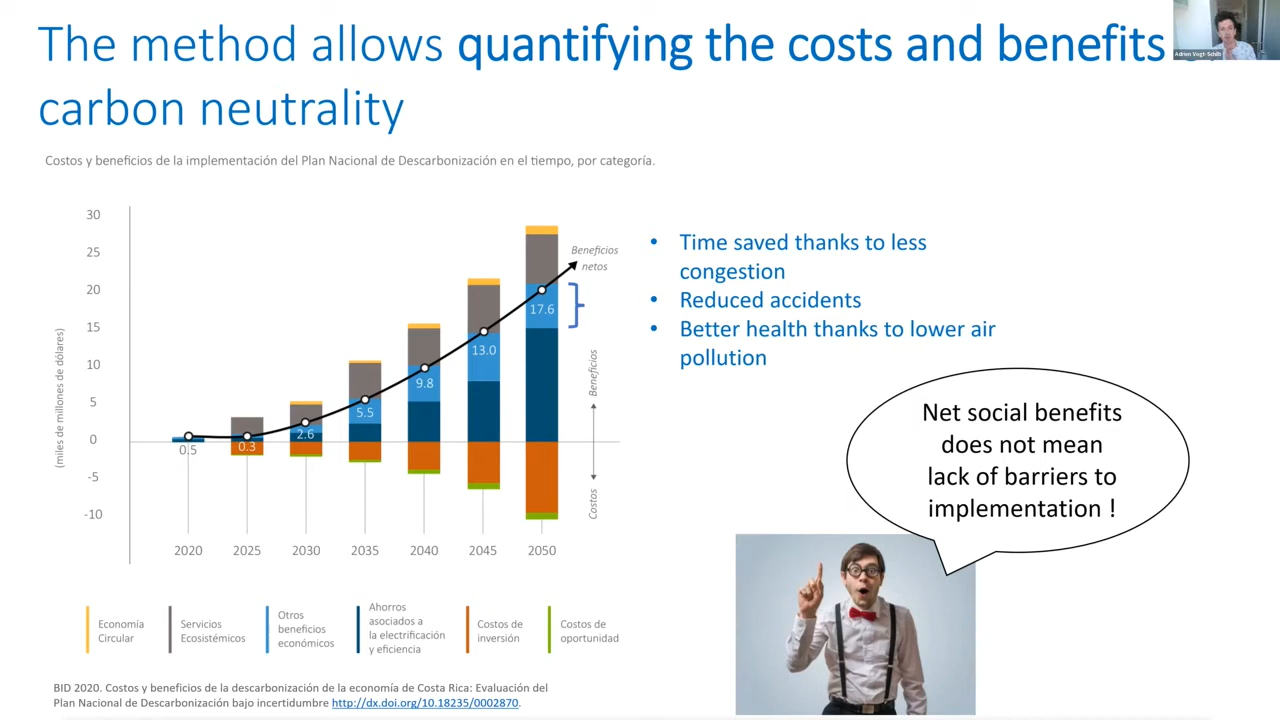 The method allows quantifying the costs and benefits
carbon neutrality
Adrien Vogt-Schilb
Costos y beneficios de la implementación del Plan Nacional de Descarbonización en el tiempo, por categoría.
(miles de millones de dólares)
30
25
20
15
10
5
0
-5
-10
Beneficios
netos
17.6
13.0
9.8
5.5
2.6
0.3
0.5
Beneficios
Costos
2020 2025 2030 2035 2040 2045 2050
Economía
Circular
Servicios
Ecosistémicos
Otros
beneficios
económicos
Ahorros
asociados a
la electrificación
y eficiencia
Costos de
inversión
Costos de
oportunidad
BID 2020. Costos y beneficios de la descarbonización de la economía de Costa Rica: Evaluación del
Plan Nacional de Descarbonización bajo incertidumbre http://dx.doi.org/10.18235/0002870.
• Time saved thanks to less
congestion
• Reduced accidents
• Better health thanks to lower air
pollution
Net social benefits
does not mean
lack of barriers to
implementation !